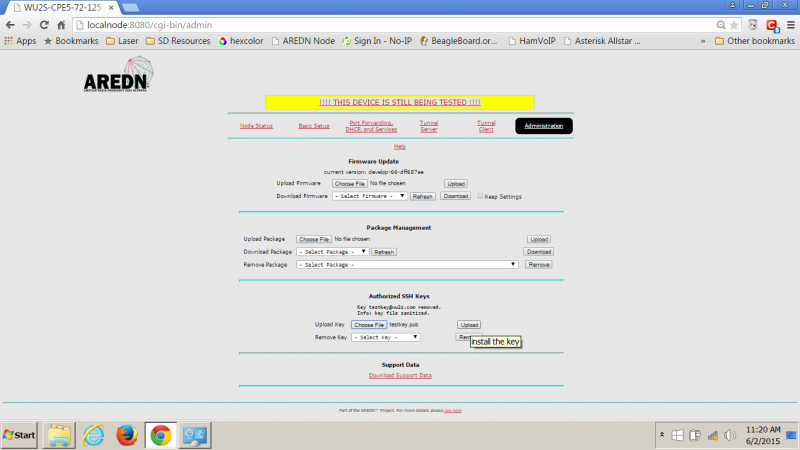 WU2S-CPE5-72-125
localnode:8080/cgi-bin/admin
Apps Bookmarks Laser SD Resources hexcolor AREDN Node Sign In - No-IP BeagleBoard.or... HamVoIP Asterisk Allstar » Other bookmarks
AREDN
AMATEUR RADIO EMERGENCY DATA NETWORK
!!!! THIS DEVICE IS STILL BEING TESTED !!!!
Node Status Basic Setup Port Forwarding, DHCP, and Services Tunnel Server Tunnel Client Administration
Help
Firmware Update
current version: develop-66-dff687ee
Upload Firmware Choose File No file chosen Upload
Download Firmware - Select Firmware - Refresh Download Keep Settings
Package Management
Upload Package Choose File No file chosen Upload
Download Package - Select Package - Refresh Download
Remove Package - Select Package - Remove
Authorized SSH Keys
Key testkey@wu2s.com removed.
Info: key file sanitized.
Upload Key Choose File testkey.pub Upload
Remove Key - Select Key - Rem
install the key
Support Data
Download Support Data
Part of the AREDN™ Project. For more details please see here
Start
11:20 AM
6/2/2015